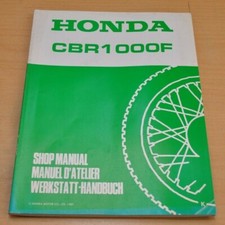 HONDA
CBR1000F
SHOP MANUAL
MANUEL D'ATELIER
WERKSTATT-HANDBUCH